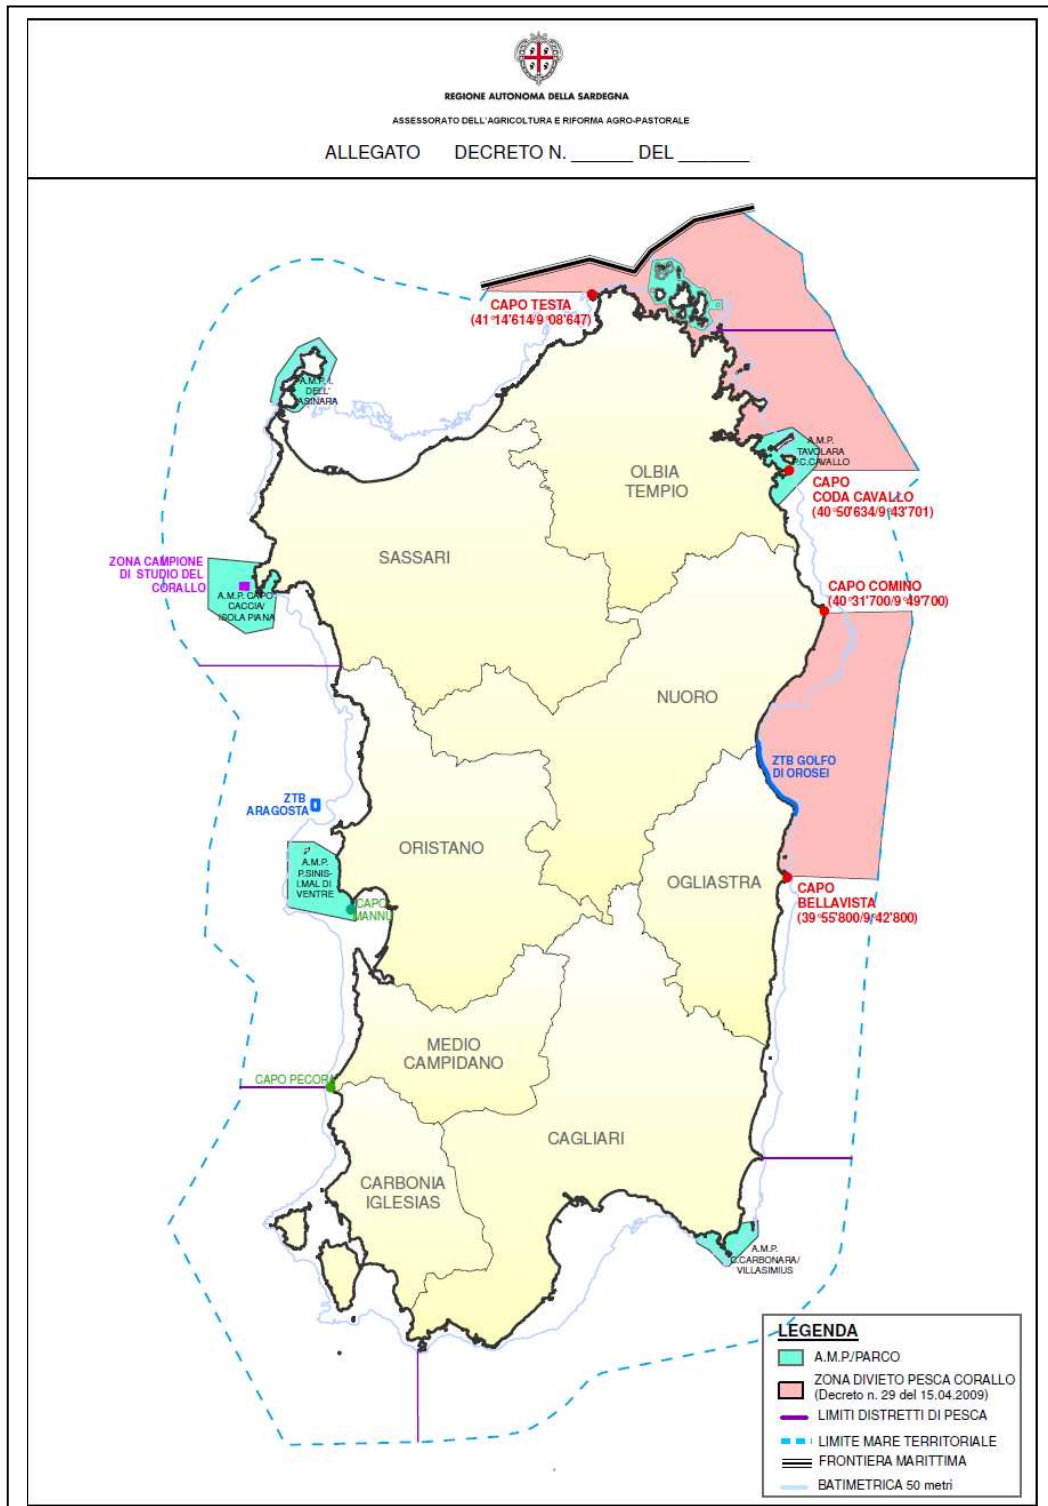 REGIONE AUTONOMA DELLA SARDEGNA
ASSESSORATO DELL'AGRICOLTURA E RIFORMA AGRO-PASTORALE
ALLEGATO DECRETO N. ______ DEL _______
CAPO TESTA
(41°14'614/9°08'647)
A.M.P. I.
DELL'
ASINARA
A.M.P.
TAVOLARA
P.C.CAVALLO
OLBIA
TEMPIO
CAPO
CODA CAVALLO
(40°50'634/9°43'701)
SASSARI
ZONA CAMPIONE
DI STUDIO DEL
CORALLO
A.M.P. CAPO
CACCIA/
ISOLA PIANA
CAPO COMINO
(40°31'700/9°49'700)
NUORO
ZTB GOLFO
DI OROSEI
ZTB
ARAGOSTA
ORISTANO
A.M.P.
P.SINIS-
I.MAL DI
VENTRE
CAPO
MANNU
OGLIASTRA
CAPO
BELLAVISTA
(39°55'800/9°42'800)
MEDIO
CAMPIDANO
CAPO PECORA
CAGLIARI
CARBONIA
IGLESIAS
A.M.P.
C.CARBONARA/
VILLASIMIUS
LEGENDA
A.M.P./PARCO
ZONA DIVIETO PESCA CORALLO
(Decreto n. 29 del 15.04.2009)
LIMITI DISTRETTI DI PESCA
LIMITE MARE TERRITORIALE
FRONTIERA MARITTIMA
BATIMETRICA 50 metri